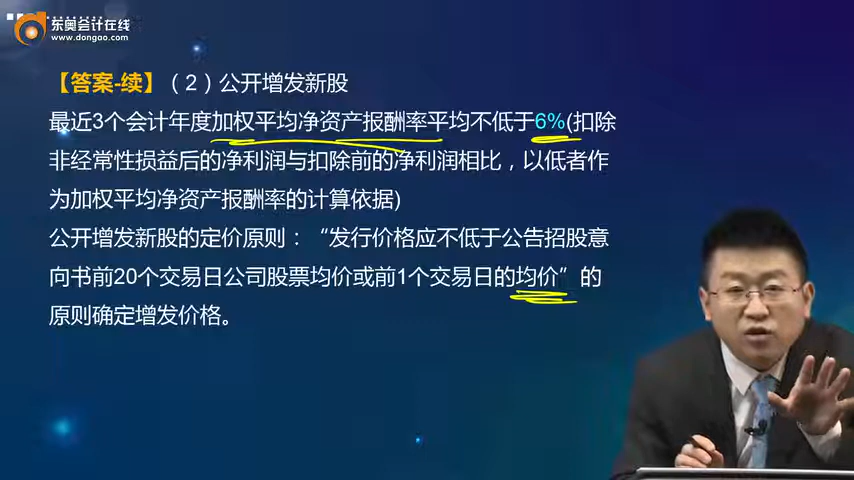 东奥会计在线
www.dongao.com
【答案-续】（2）公开增发新股
最近3个会计年度加权平均净资产报酬率平均不低于6%(扣除
非经常性损益后的净利润与扣除前的净利润相比，以低者作
为加权平均净资产报酬率的计算依据)
公开增发新股的定价原则：“发行价格应不低于公告招股意
向书前20个交易日公司股票均价或前1个交易日的均价”的
原则确定增发价格。